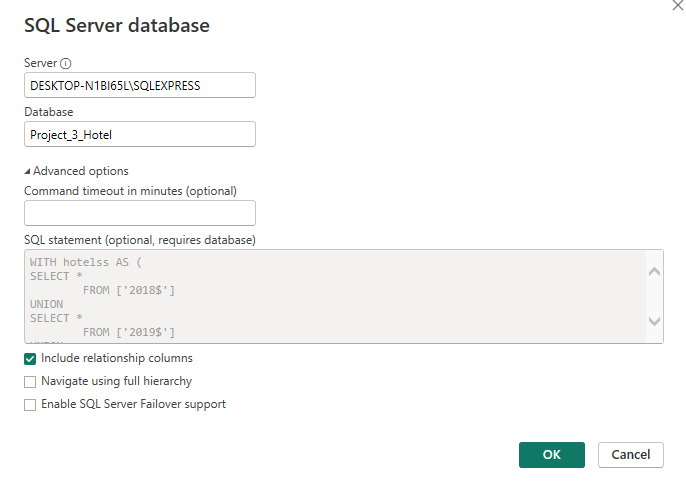 SQL Server database
Server
DESKTOP-N1BI65L\SQLEXPRESS
Database
Project_3_Hotel
Advanced options
Command timeout in minutes (optional)
SQL statement (optional, requires database)
WITH hotelss AS (
SELECT *
FROM ['2018$']
UNION
SELECT *
FROM ['2019$']
Include relationship columns
Navigate using full hierarchy
Enable SQL Server Failover support
OK
Cancel